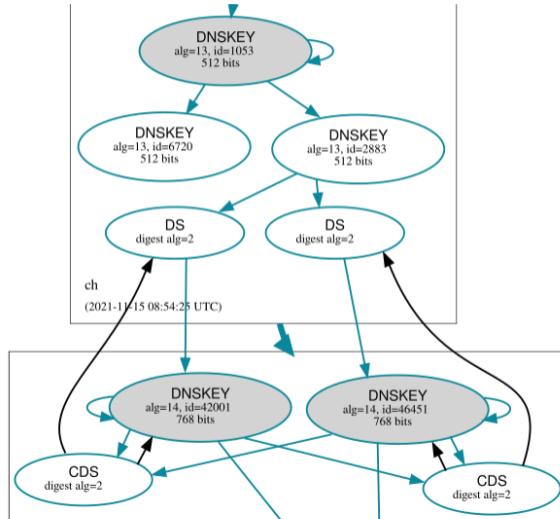 DNSKEY
alg=13, id=1053
512 bits
DNSKEY
alg=13, id=6720
512 bits
DNSKEY
alg=13, id=2883
512 bits
DS
digest alg=2
DS
digest alg=2
ch
(2021-11-15 08:54:25 UTC)
DNSKEY
alg=14, id=42001
768 bits
DNSKEY
alg=14, id=46451
768 bits
CDS
digest alg=2
CDS
digest alg=2